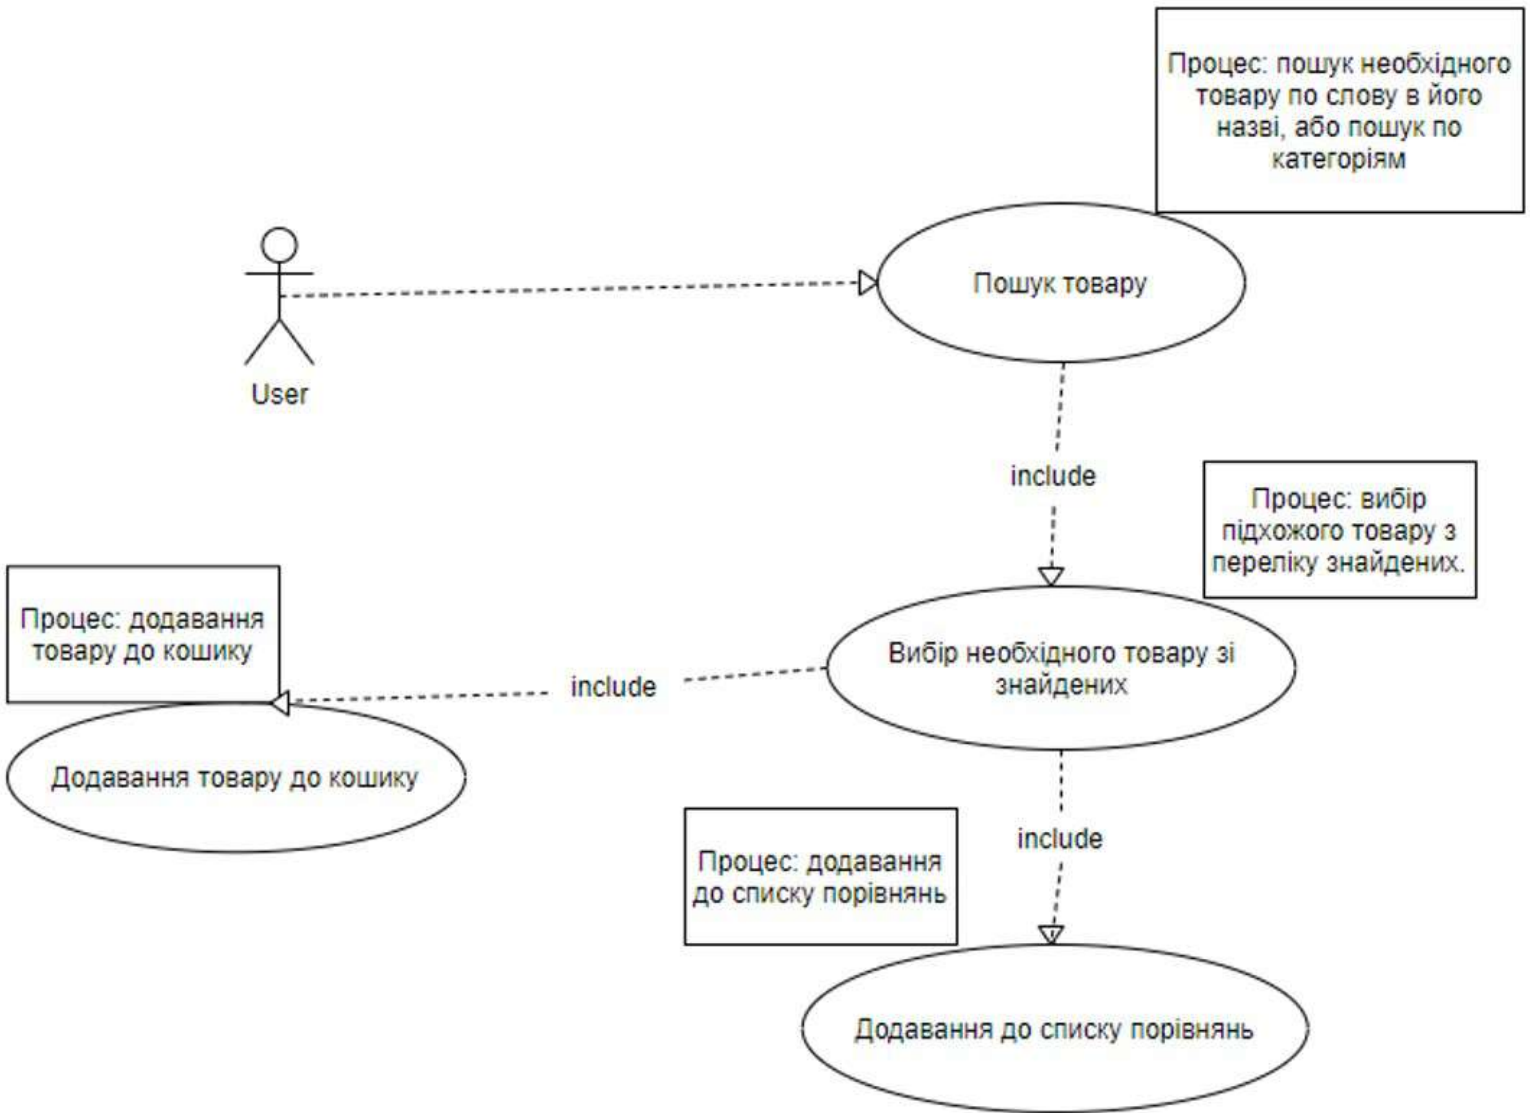 Процес: пошук необхідного
товару по слову в його
назві, або пошук по
категоріям
Пошук товару
User
include
Процес: вибір
підхожого товару з
переліку знайдених.
Процес: додавання
товару до кошику
include
Вибір необхідного товару зі
знайдених
Додавання товару до кошику
include
Процес: додавання
до списку порівнянь
Додавання до списку порівнянь